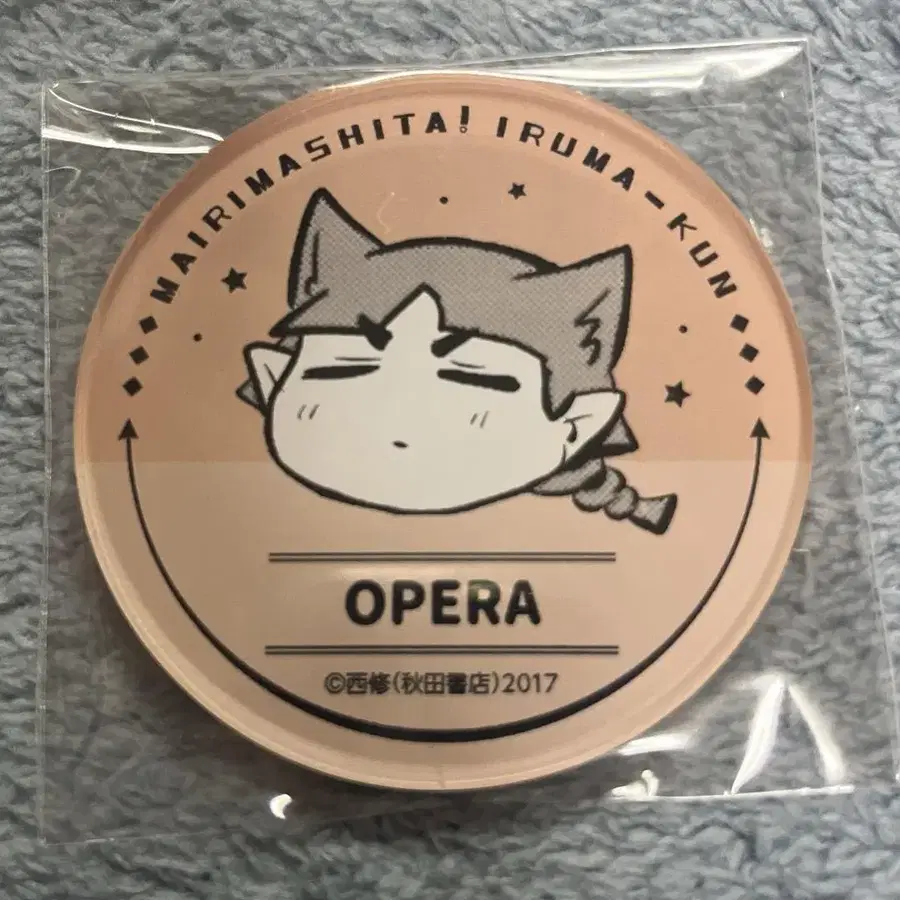 MAIRIMASHITA! IRUMA-KUN
OPERA
©西修(秋田書店)2017